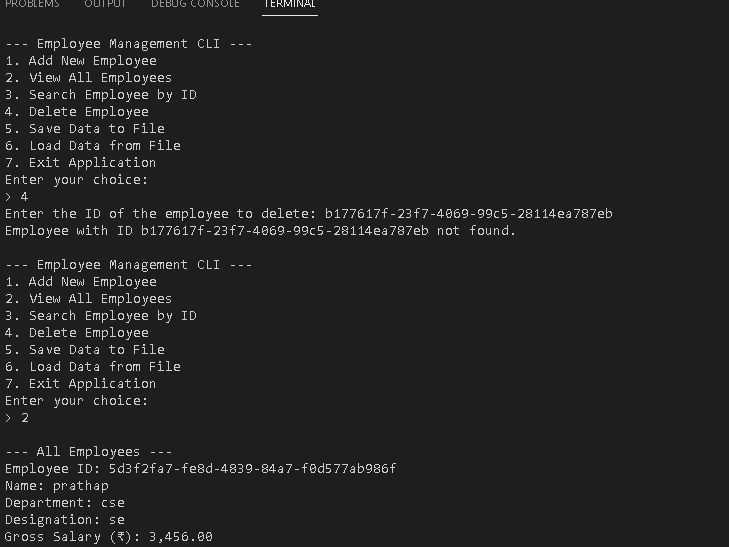 PROBLEMS OUTPUT DEBUG CONSOLE TERMINAL
--- Employee Management CLI ---
1. Add New Employee
2. View All Employees
3. Search Employee by ID
4. Delete Employee
5. Save Data to File
6. Load Data from File
7. Exit Application
Enter your choice:
> 4
Enter the ID of the employee to delete: b177617f-23f7-4069-99c5-28114ea787eb
Employee with ID b177617f-23f7-4069-99c5-28114ea787eb not found.
--- Employee Management CLI ---
1. Add New Employee
2. View All Employees
3. Search Employee by ID
4. Delete Employee
5. Save Data to File
6. Load Data from File
7. Exit Application
Enter your choice:
> 2
--- All Employees ---
Employee ID: 5d3f2fa7-fe8d-4839-84a7-f0d577ab986f
Name: prathap
Department: cse
Designation: se
Gross Salary (₹): 3,456.00